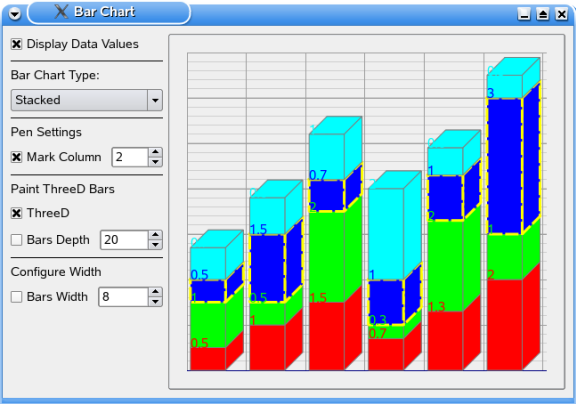 Bar Chart
Display Data Values
Bar Chart Type:
Stacked
Pen Settings
Mark Column 2
Paint ThreeD Bars
ThreeD
Bars Depth 20
Configure Width
Bars Width 8
0.5
1
0.5
1.5
0.5
1
0.7
2
1.5
1
0.3
0.7
1
2
1.3
3
1
2